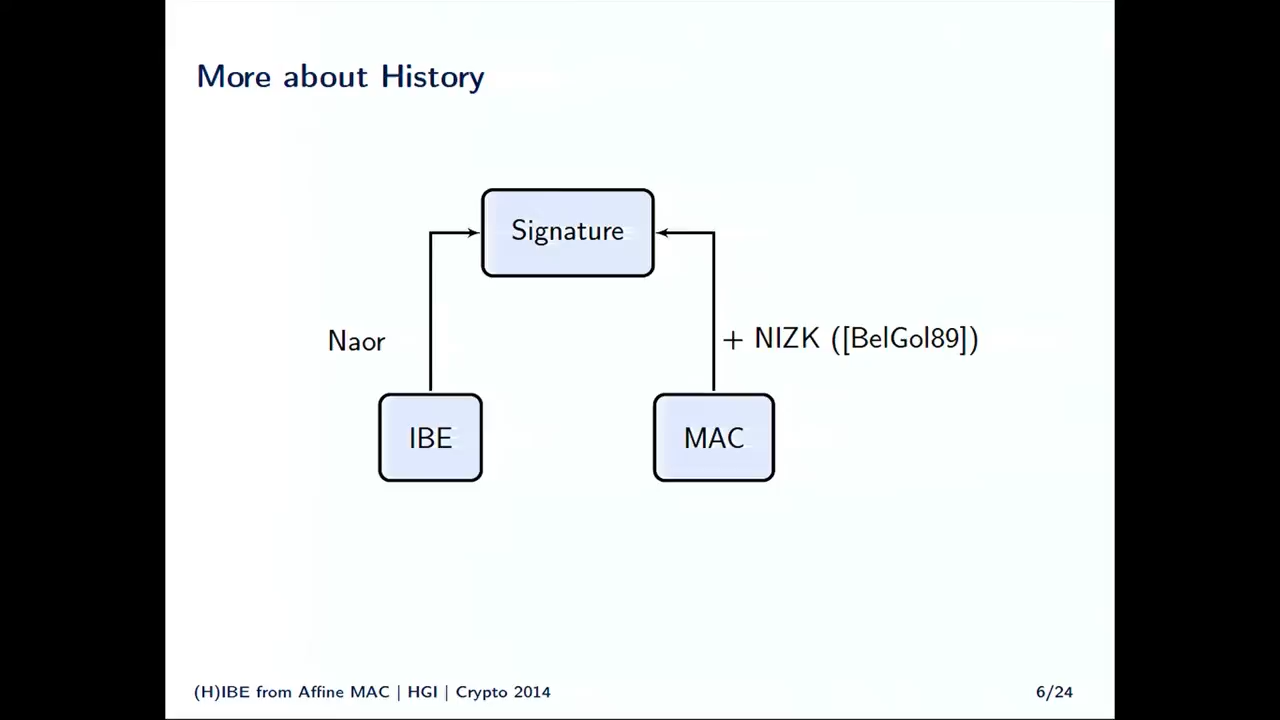 More about History
Signature
Naor
+ NIZK ([BelGol89])
IBE
MAC
(H)IBE from Affine MAC | HGI | Crypto 2014
6/24